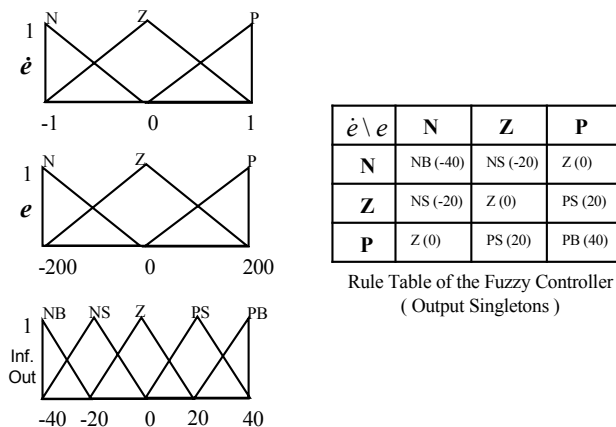 N Z P
1
ė
-1 0 1
N Z P
1
e
-200 0 200
NB NS Z PS PB
1
Inf.
Out
-40 -20 0 20 40
ė \ e N Z P
N NB (-40) NS (-20) Z (0)
Z NS (-20) Z (0) PS (20)
P Z (0) PS (20) PB (40)
Rule Table of the Fuzzy Controller
( Output Singletons )